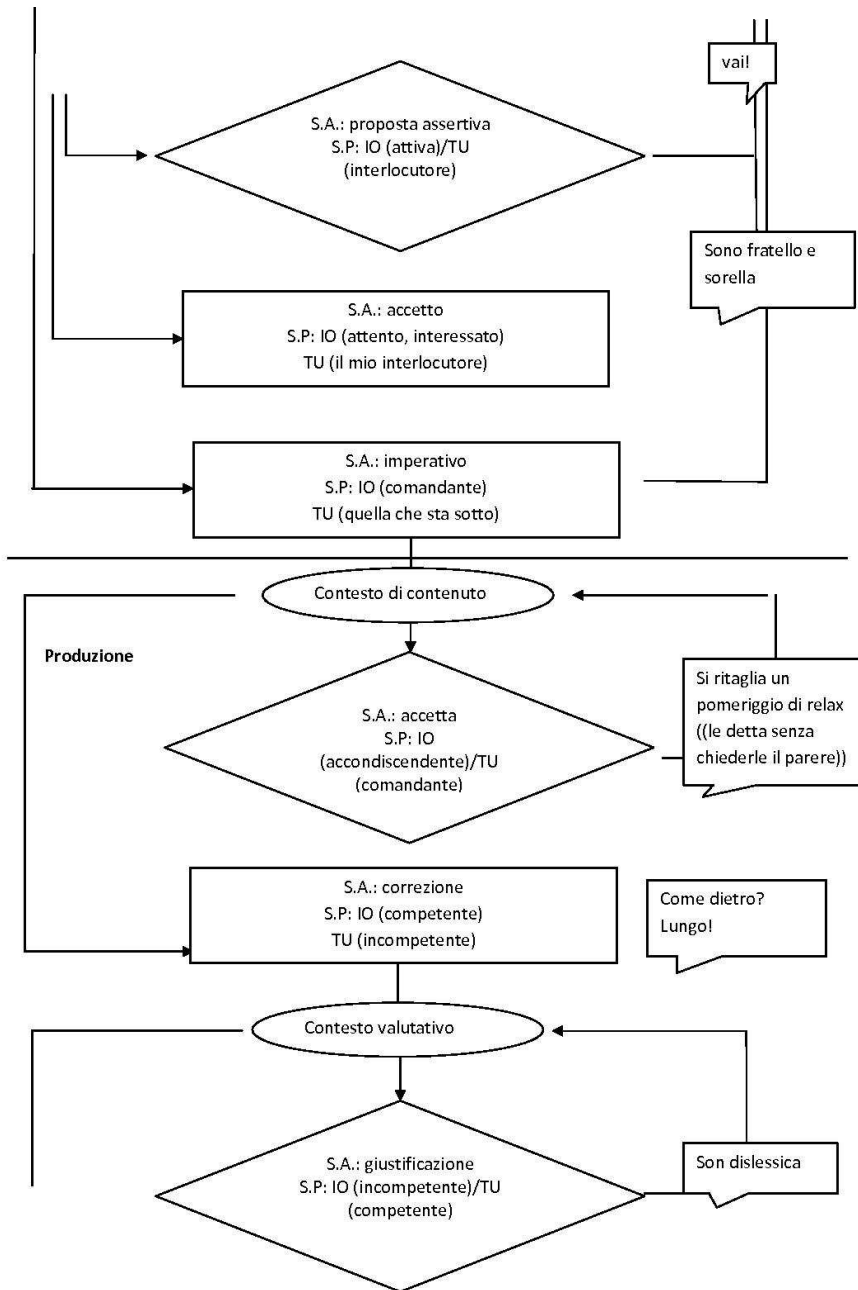 vai!
S.A.: proposta assertiva
S.P: IO (attiva)/TU
(interlocutore)
Sono fratello e
sorella
S.A.: accetto
S.P: IO (attento, interessato)
TU (il mio interlocutore)
S.A.: imperativo
S.P: IO (comandante)
TU (quella che sta sotto)
Contesto di contenuto
Produzione
Si ritaglia un
pomeriggio di relax
((le detta senza
chiederle il parere))
S.A.: accetta
S.P: IO
(accondiscendente)/TU
(comandante)
S.A.: correzione
S.P: IO (competente)
TU (incompetente)
Come dietro?
Lungo!
Contesto valutativo
S.A.: giustificazione
S.P: IO (incompetente)/TU
(competente)
Son dislessica